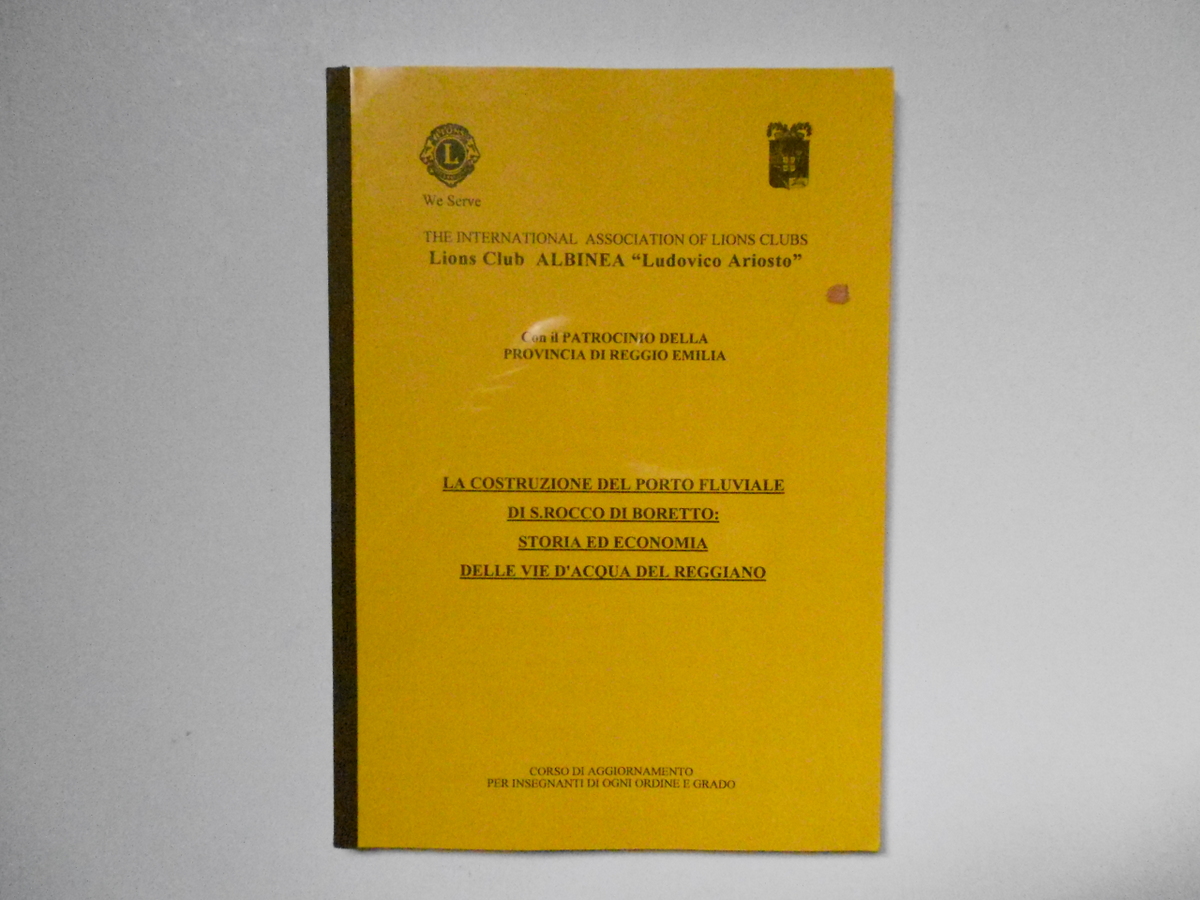 L
We Serve
THE INTERNATIONAL ASSOCIATION OF LIONS CLUBS
Lions Club ALBINEA “Ludovico Ariosto”
Con il PATROCINIO DELLA
PROVINCIA DI REGGIO EMILIA
LA COSTRUZIONE DEL PORTO FLUVIALE
DI S.ROCCO DI BORETTO:
STORIA ED ECONOMIA
DELLE VIE D'ACQUA DEL REGGIANO
CORSO DI AGGIORNAMENTO
PER INSEGNANTI DI OGNI ORDINE E GRADO